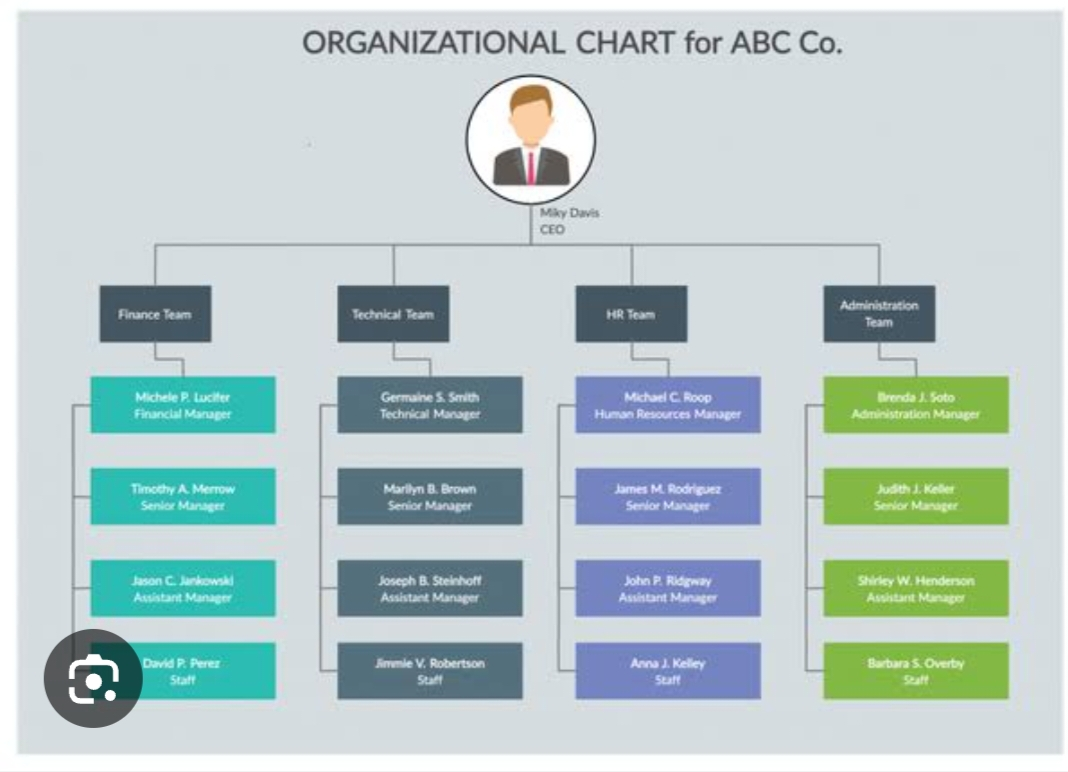 ORGANIZATIONAL CHART for ABC Co.
Miky Davis
CEO
Finance Team
Technical Team
HR Team
Administration
Team
Michele P. Lucifer
Financial Manager
Germaine S. Smith
Technical Manager
Michael C. Roop
Human Resources Manager
Brenda J. Soto
Administration Manager
Timothy A. Merrow
Senior Manager
Marilyn B. Brown
Senior Manager
James M. Rodriguez
Senior Manager
Judith J. Keller
Senior Manager
Jason C. Jankowski
Assistant Manager
Joseph B. Steinhoff
Assistant Manager
John P. Ridgway
Assistant Manager
Shirley W. Henderson
Assistant Manager
David P. Perez
Staff
Jimmie V. Robertson
Staff
Anna J. Kelley
Staff
Barbara S. Overby
Staff